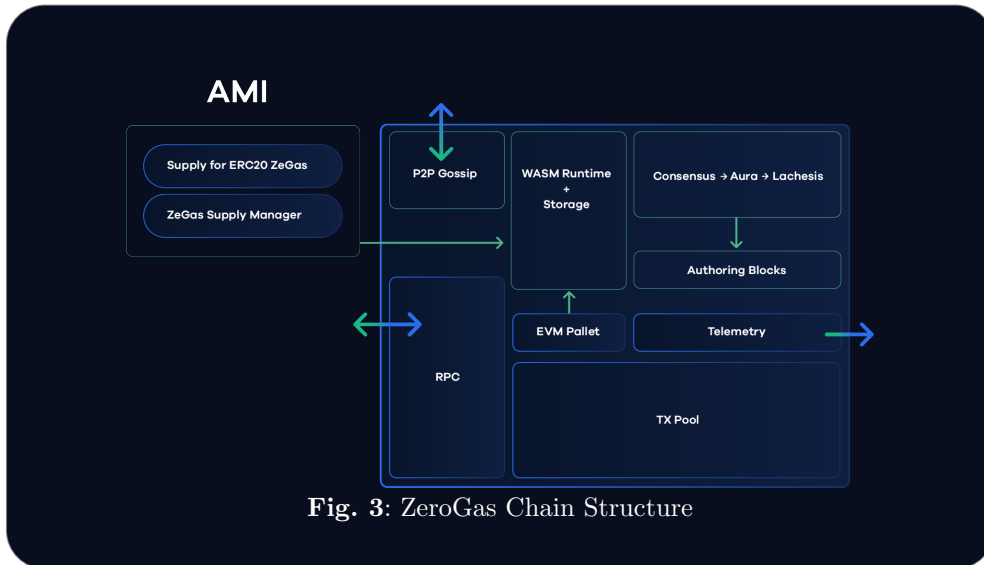 AMI
Supply for ERC20 ZeGas
ZeGas Supply Manager
P2P Gossip
WASM Runtime
+
Storage
Consensus → Aura → Lachesis
Authoring Blocks
EVM Pallet
Telemetry
RPC
TX Pool
Fig. 3: ZeroGas Chain Structure